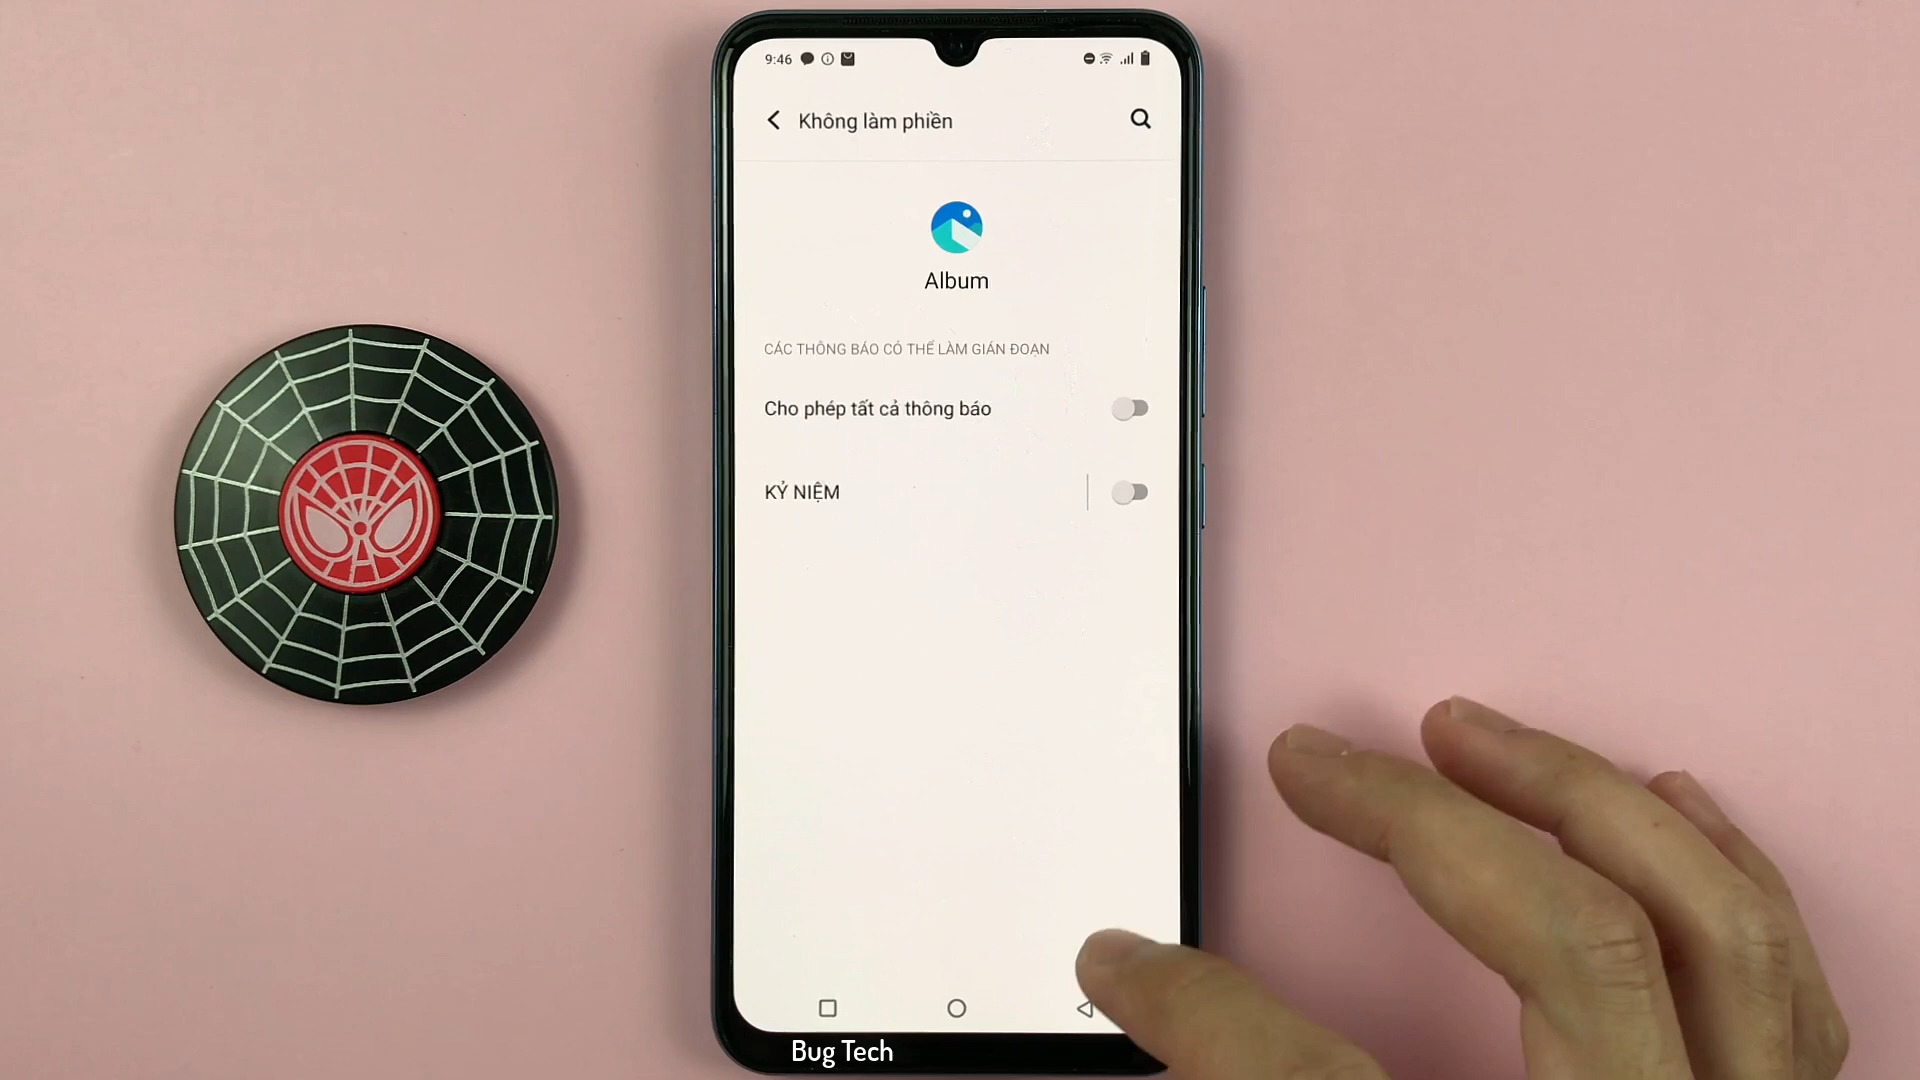 9:46
Không làm phiền
Album
CÁC THÔNG BÁO CÓ THỂ LÀM GIÁN ĐOẠN
Cho phép tất cả thông báo
KỶ NIỆM
Bug Tech